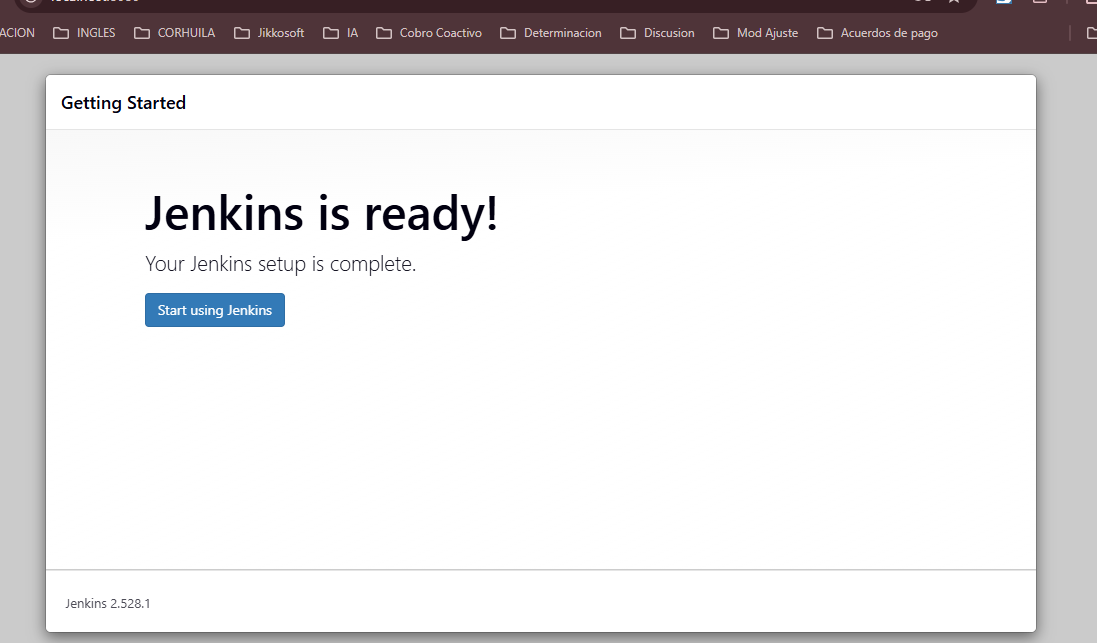 ACION INGLES CORHUILA Jikkosoft IA Cobro Coactivo Determinacion Discusion Mod Ajuste Acuerdos de pago
Getting Started
Jenkins is ready!
Your Jenkins setup is complete.
Start using Jenkins
Jenkins 2.528.1